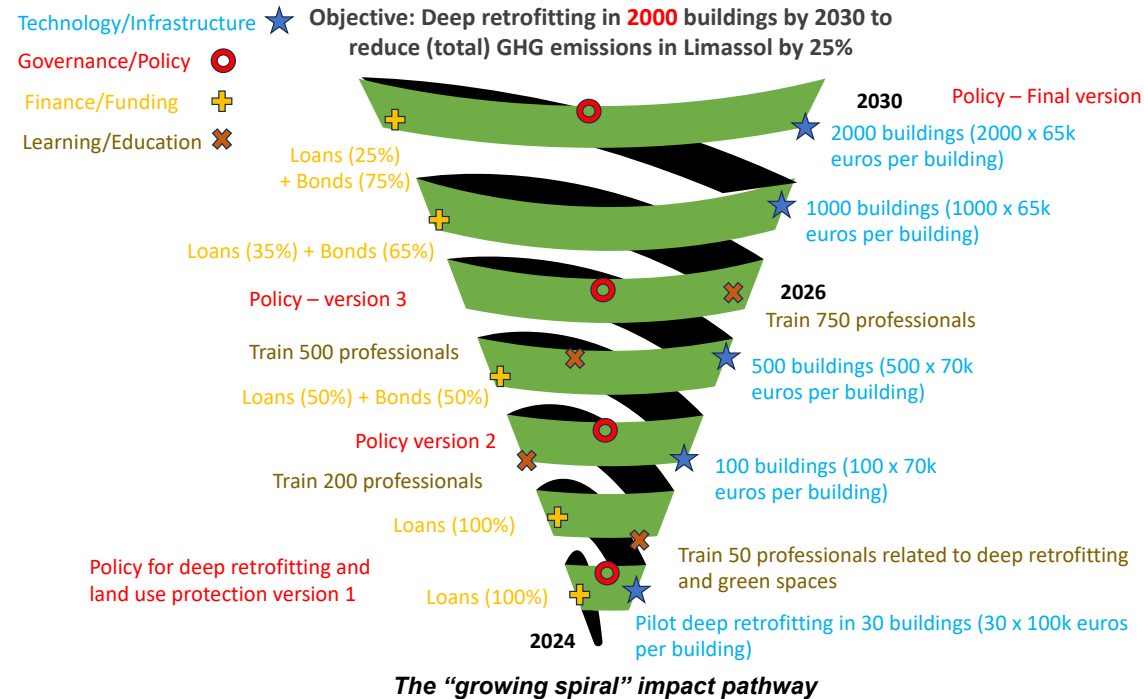 Technology/Infrastructure
Governance/Policy
Finance/Funding
Learning/Education
Objective: Deep retrofitting in 2000 buildings by 2030 to
reduce (total) GHG emissions in Limassol by 25%
2030
Policy – Final version
2000 buildings (2000 x 65k
euros per building)
Loans (25%)
+ Bonds (75%)
1000 buildings (1000 x 65k
euros per building)
Loans (35%) + Bonds (65%)
2026
Policy – version 3
Train 750 professionals
Train 500 professionals
500 buildings (500 x 70k
euros per building)
Loans (50%) + Bonds (50%)
Policy version 2
100 buildings (100 x 70k
euros per building)
Train 200 professionals
Loans (100%)
Train 50 professionals related to deep retrofitting
and green spaces
Policy for deep retrofitting and
land use protection version 1
Loans (100%)
Pilot deep retrofitting in 30 buildings (30 x 100k euros
per building)
2024
The “growing spiral” impact pathway